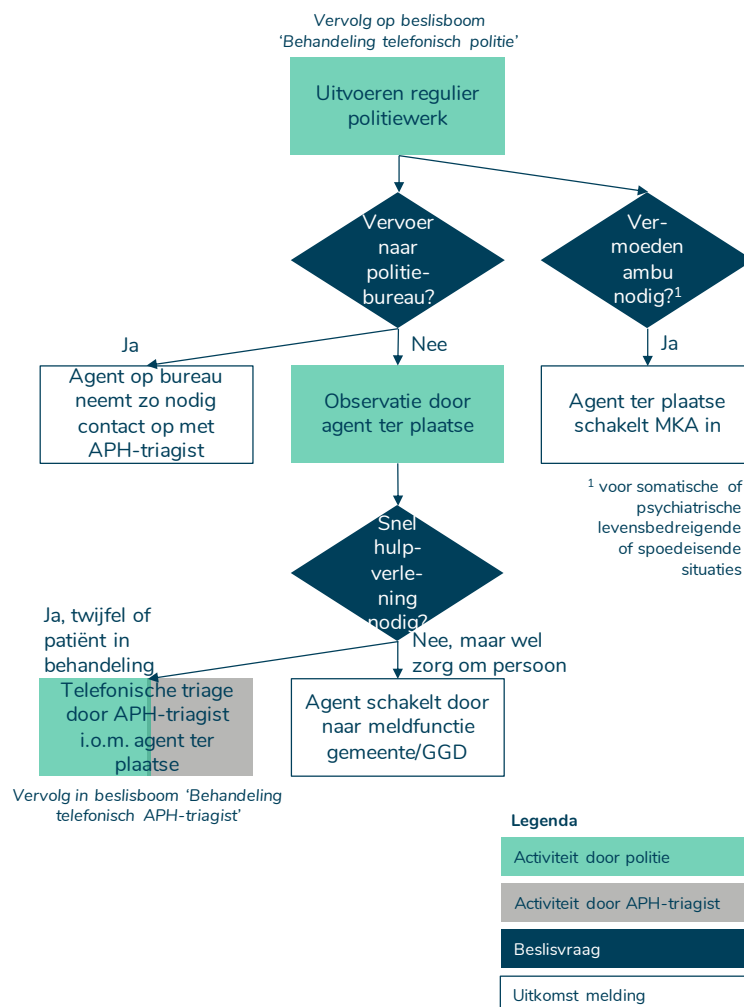 Vervolg op beslisboom
‘Behandeling telefonisch politie’
Uitvoeren regulier
politiewerk
Vervoer
naar
politie-
bureau?
Ver-
moeden
ambu
nodig?¹
Ja
Nee
Ja
Agent op bureau
neemt zo nodig
contact op met
APH-triagist
Observatie door
agent ter plaatse
Agent ter plaatse
schakelt MKA in
¹ voor somatische of
psychiatrische
levensbedreigende
of spoedeisende
situaties
Snel
hulp-
verle-
ning
nodig?
Ja, twijfel of
patiënt in
behandeling
Nee, maar wel
zorg om persoon
Telefonische triage
door APH-triagist
i.o.m. agent ter
plaatse
Agent schakelt door
naar meldfunctie
gemeente/GGD
Vervolg in beslisboom ‘Behandeling
telefonisch APH-triagist’
Legenda
Activiteit door politie
Activiteit door APH-triagist
Beslisvraag
Uitkomst melding